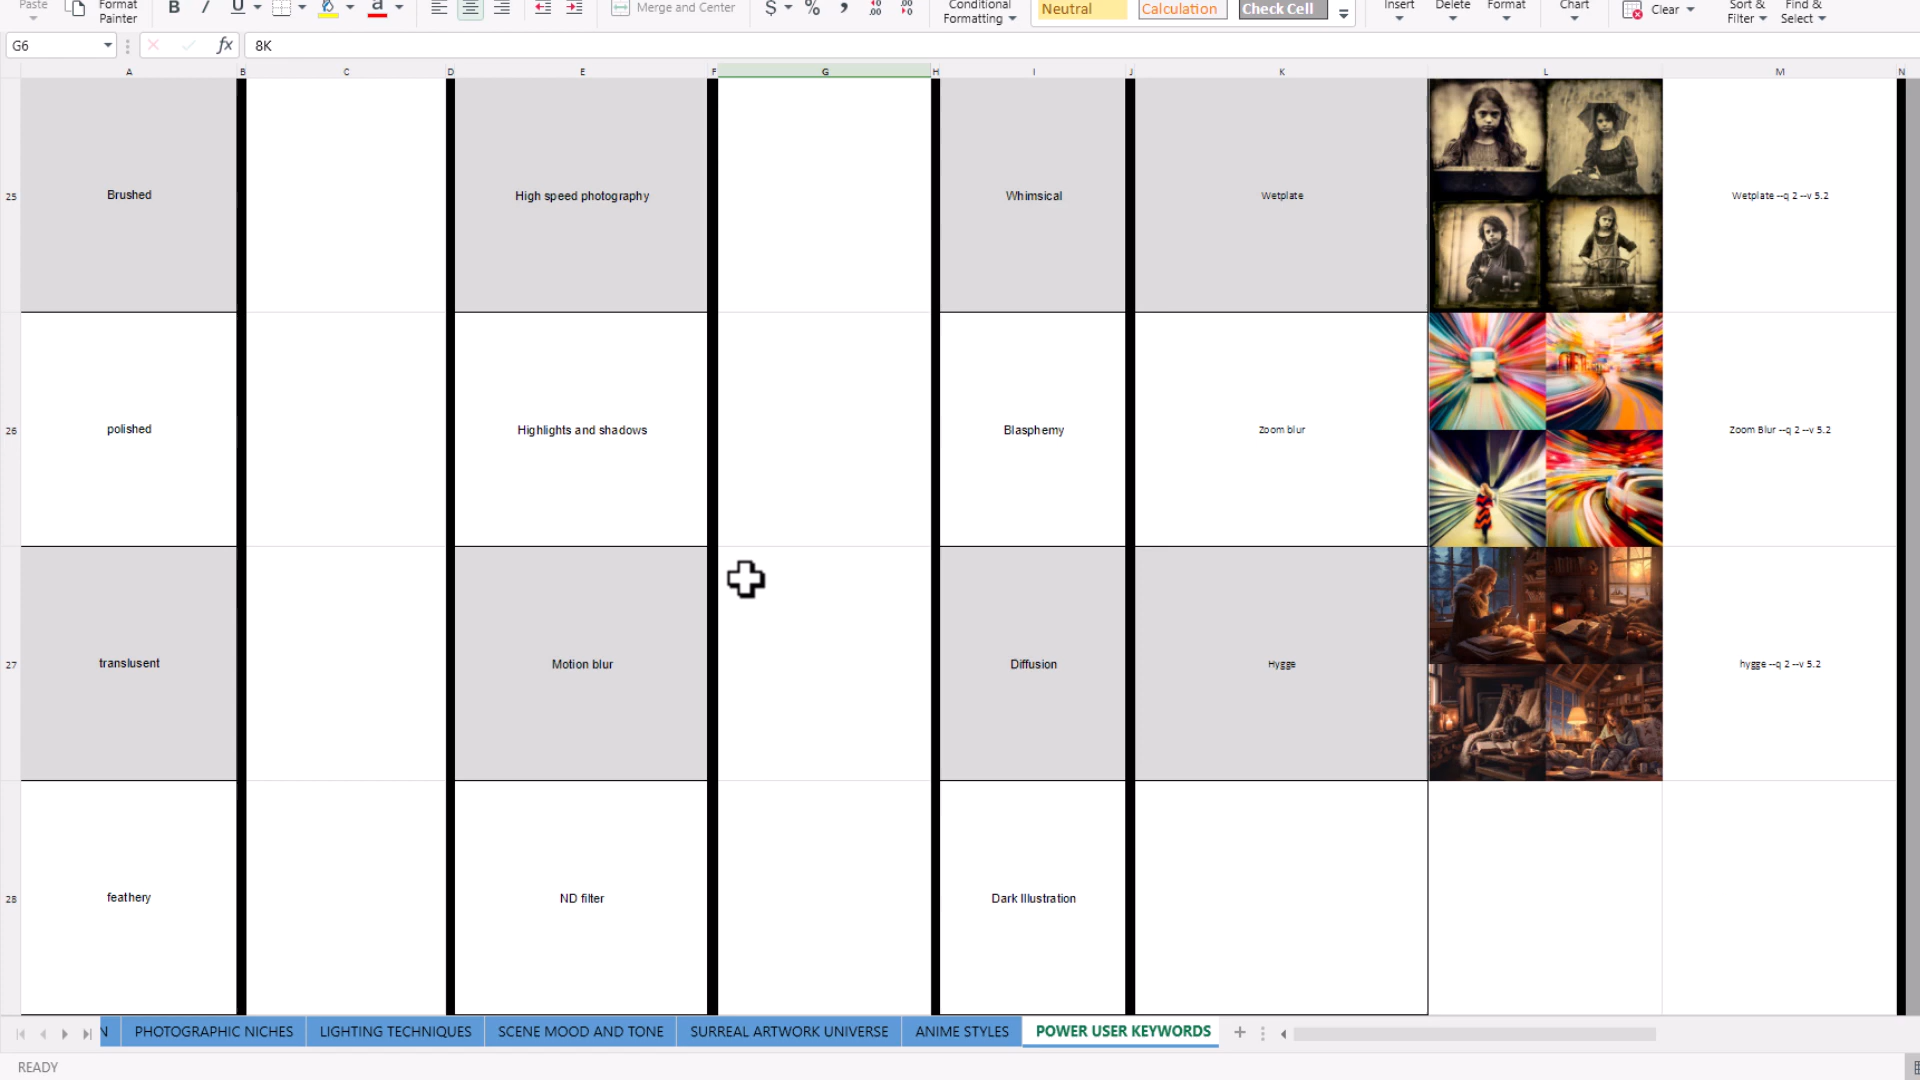 Paste
Format
Painter
B
I
U
a
Merge and Center
$
%
Conditional
Formatting
Neutral
Calculation
Check Cell
Insert
Delete
Format
Chart
Clear
Sort &
Filter
Find &
Select
G6
fx
8K
A
B
C
D
E
F
G
H
I
J
K
L
M
N
25
Brushed
High speed photography
Whimsical
Wetplate
Wetplate --q 2 --v 5.2
26
polished
Highlights and shadows
Blasphemy
Zoom blur
Zoom Blur --q 2 --v 5.2
27
translusent
Motion blur
Diffusion
Hygge
hygge --q 2 --v 5.2
28
feathery
ND filter
Dark Illustration
N
PHOTOGRAPHIC NICHES
LIGHTING TECHNIQUES
SCENE MOOD AND TONE
SURREAL ARTWORK UNIVERSE
ANIME STYLES
POWER USER KEYWORDS
READY